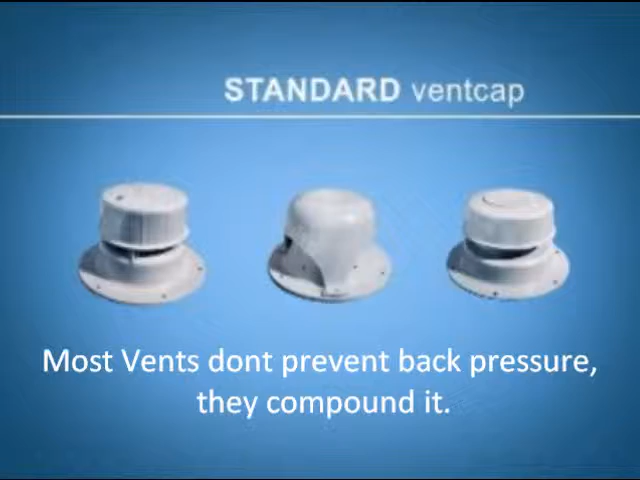 STANDARD ventcap
Most Vents dont prevent back pressure,
they compound it.